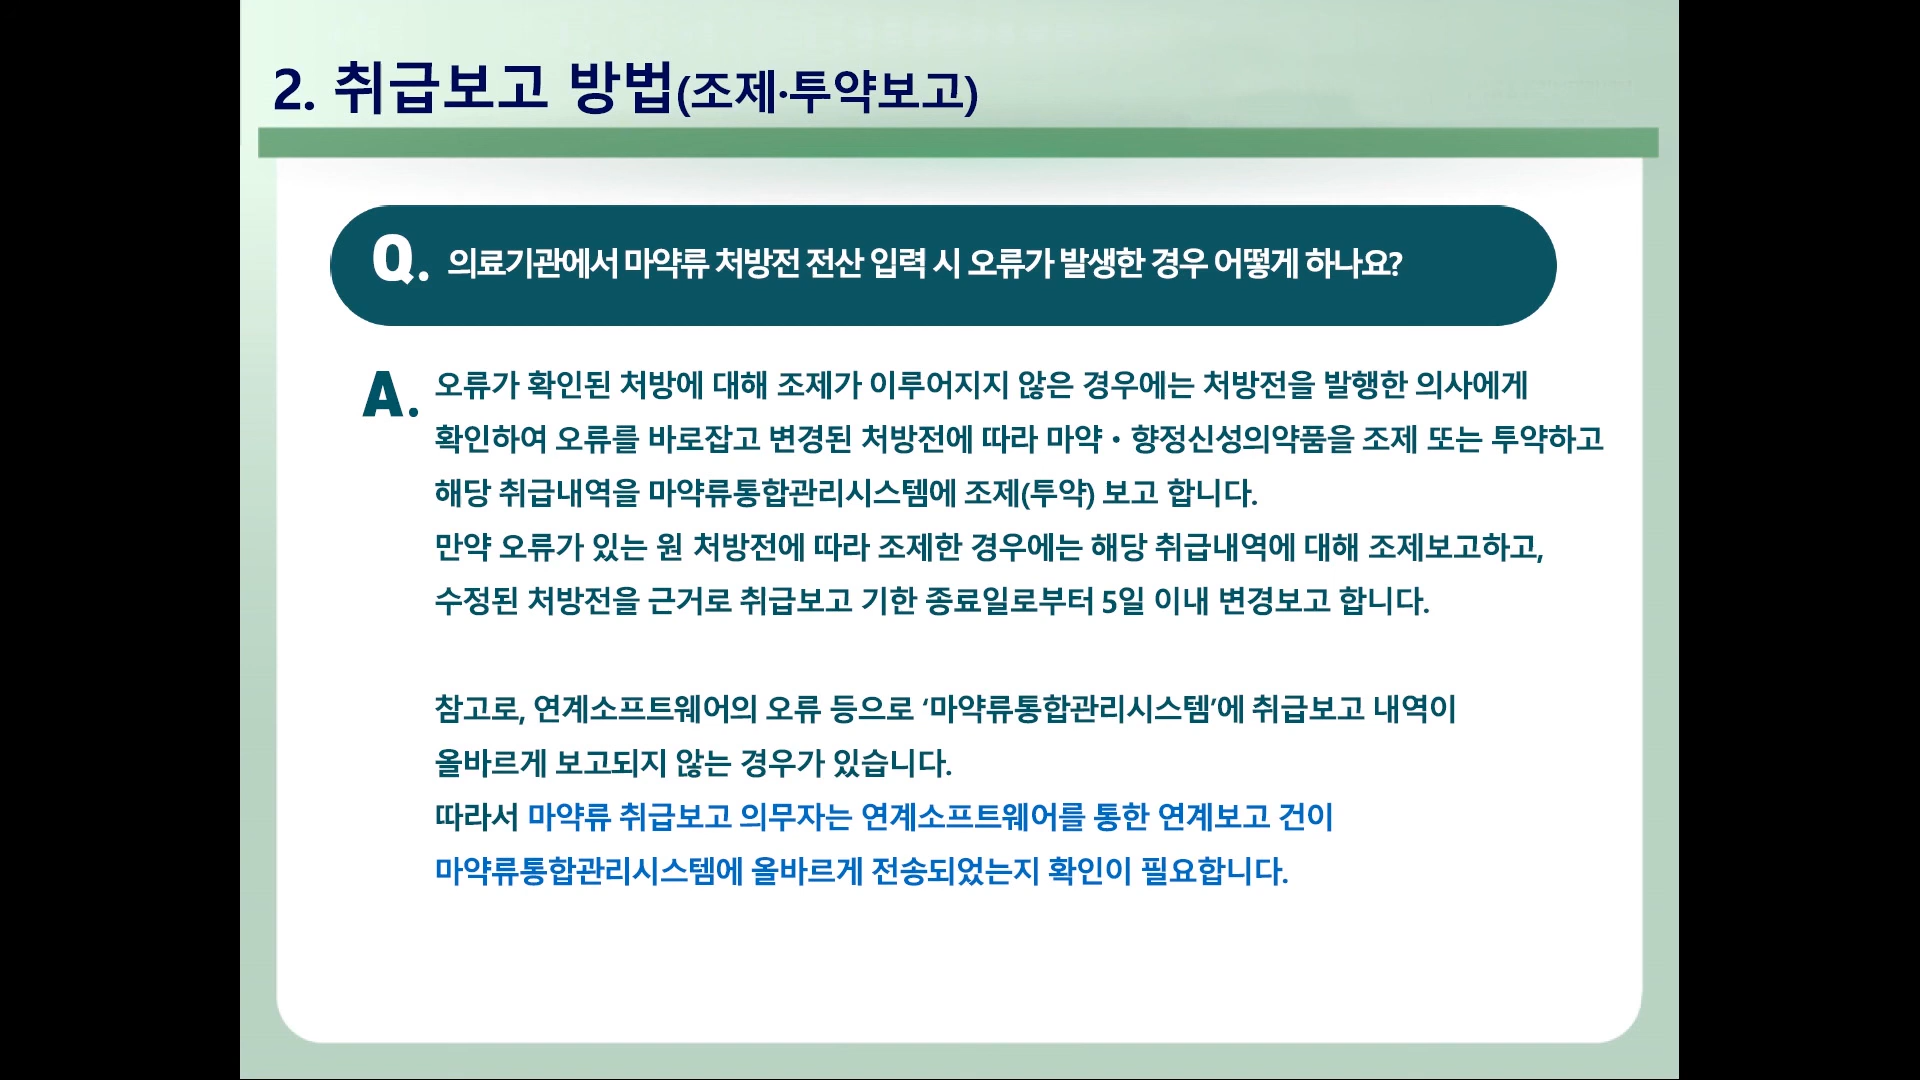 2. 취급보고 방법(조제·투약보고)
Q. 의료기관에서 마약류 처방전 전산 입력 시 오류가 발생한 경우 어떻게 하나요?
A. 오류가 확인된 처방에 대해 조제가 이루어지지 않은 경우에는 처방전을 발행한 의사에게
확인하여 오류를 바로잡고 변경된 처방전에 따라 마약・향정신성의약품을 조제 또는 투약하고
해당 취급내역을 마약류통합관리시스템에 조제(투약) 보고 합니다.
만약 오류가 있는 원 처방전에 따라 조제한 경우에는 해당 취급내역에 대해 조제보고하고,
수정된 처방전을 근거로 취급보고 기한 종료일로부터 5일 이내 변경보고 합니다.
참고로, 연계소프트웨어의 오류 등으로 ‘마약류통합관리시스템’에 취급보고 내역이
올바르게 보고되지 않는 경우가 있습니다.
따라서 마약류 취급보고 의무자는 연계소프트웨어를 통한 연계보고 건이
마약류통합관리시스템에 올바르게 전송되었는지 확인이 필요합니다.